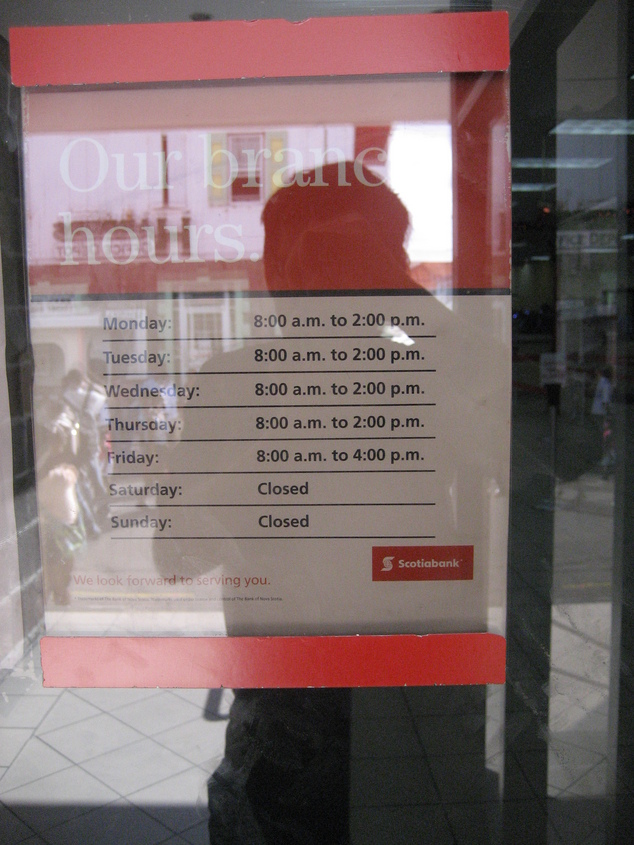 Our branc
hours.
Monday: 8:00 a.m. to 2:00 p.m.
Tuesday: 8:00 a.m. to 2:00 p.m.
Wednesday: 8:00 a.m. to 2:00 p.m.
Thursday: 8:00 a.m. to 2:00 p.m.
Friday: 8:00 a.m. to 4:00 p.m.
Saturday: Closed
Sunday: Closed
Scotiabank
We look forward to serving you.